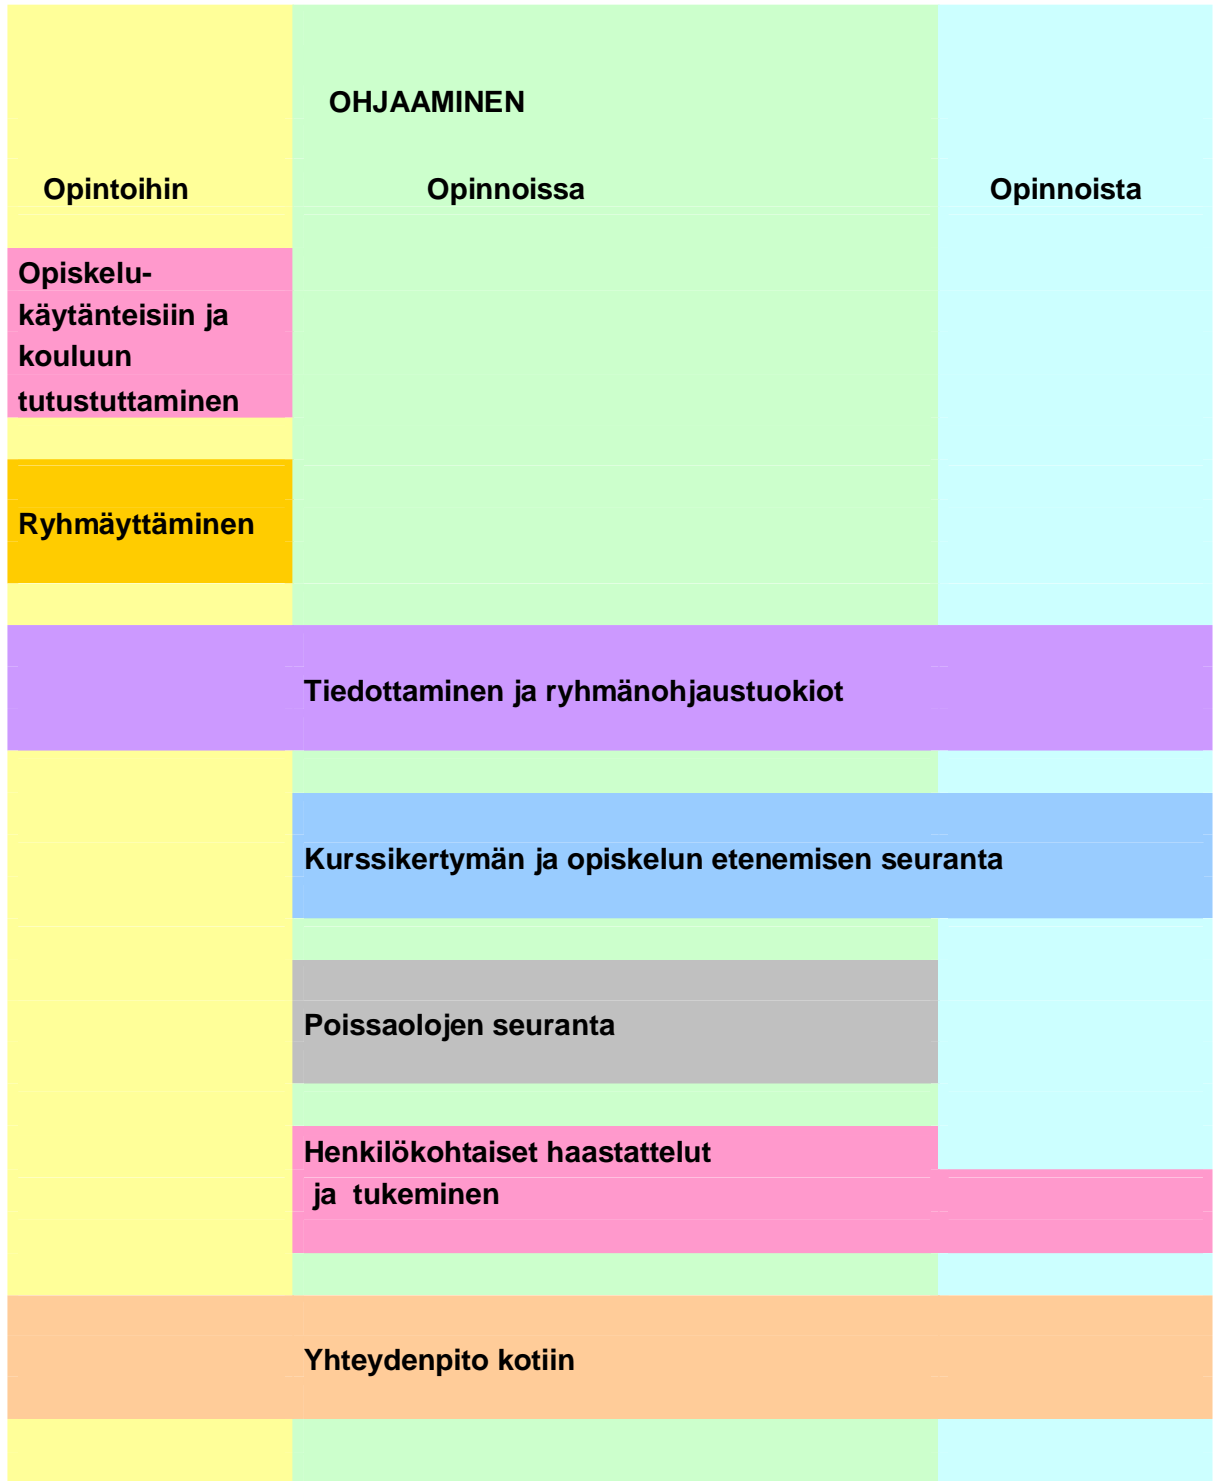 OHJAAMINEN
Opintoihin Opinnoissa Opinnoista
Opiskelu-
käytänteisiin ja
kouluun
tutustuttaminen
Ryhmäyttäminen
Tiedottaminen ja ryhmänohjaustuokiot
Kurssikertymän ja opiskelun etenemisen seuranta
Poissaolojen seuranta
Henkilökohtaiset haastattelut
ja tukeminen
Yhteydenpito kotiin